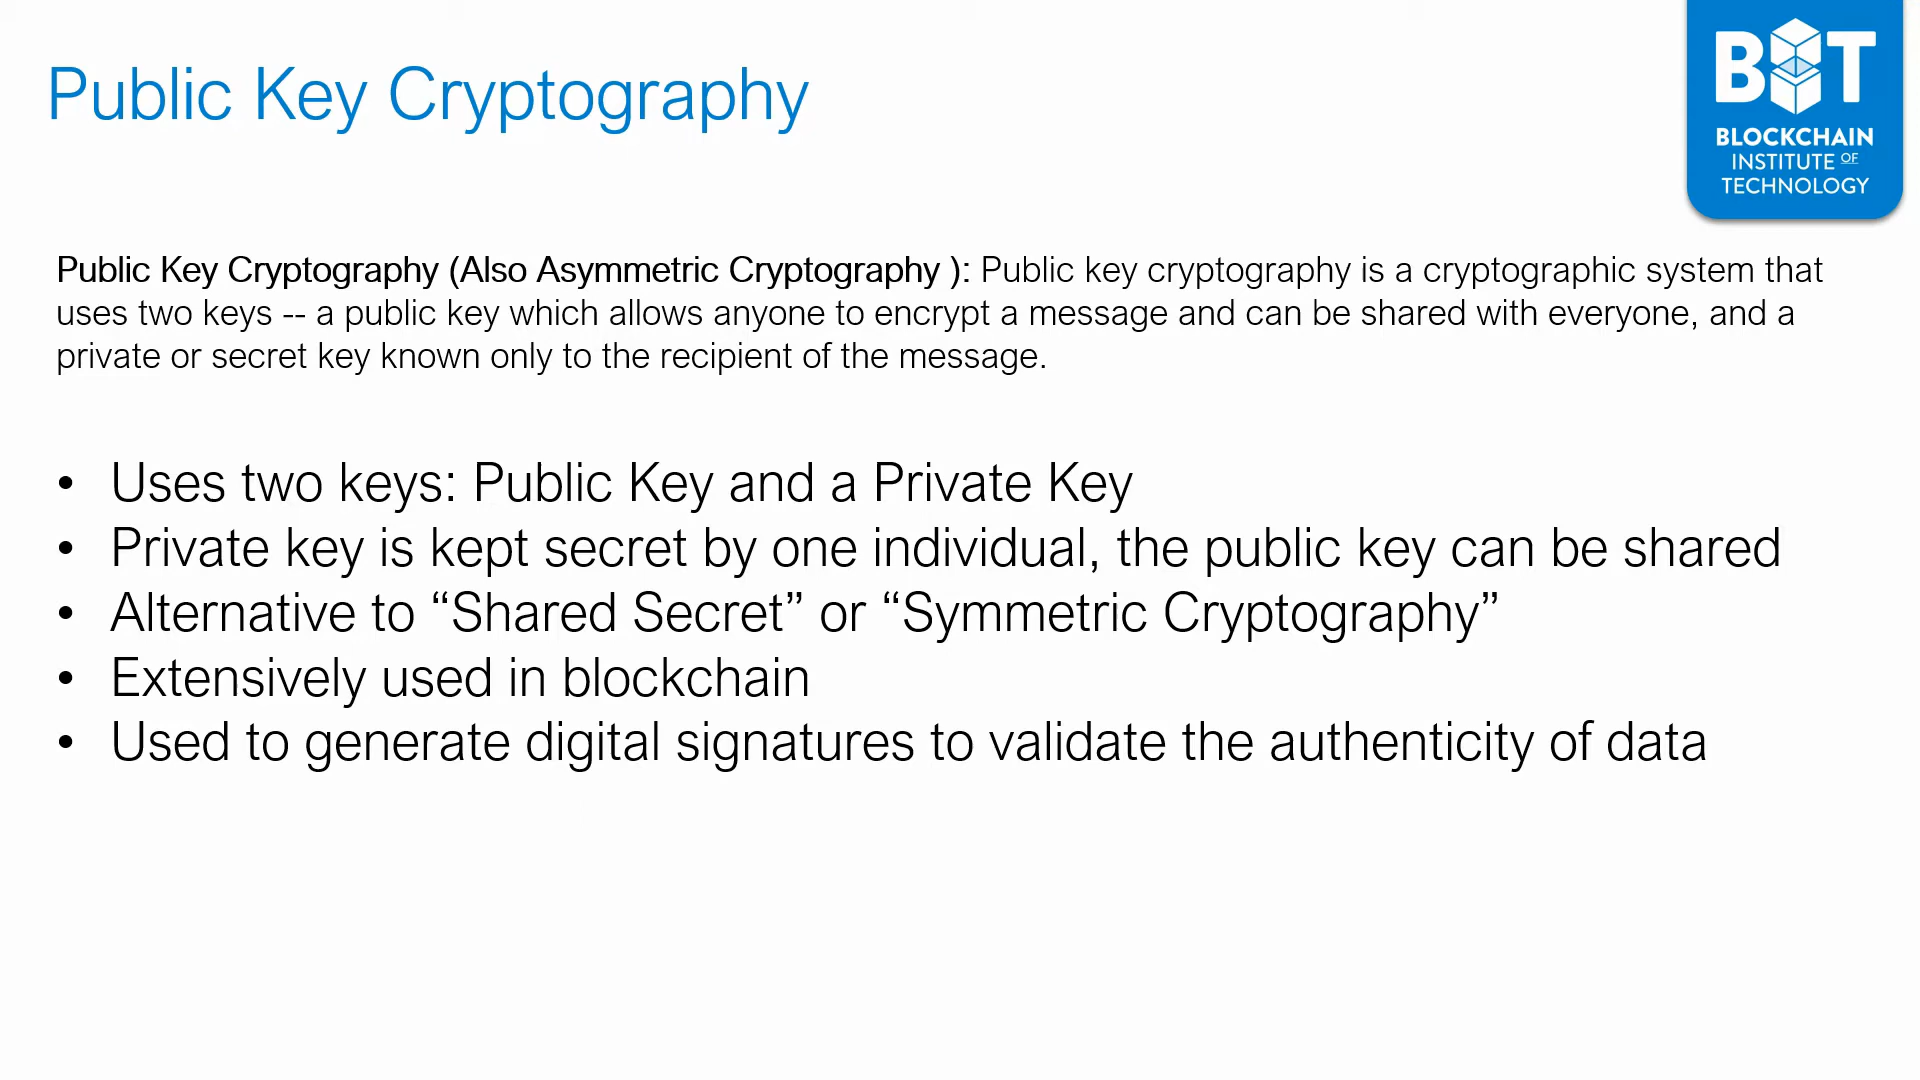 Public Key Cryptography
BIT
BLOCKCHAIN
INSTITUTE OF
TECHNOLOGY
Public Key Cryptography (Also Asymmetric Cryptography ): Public key cryptography is a cryptographic system that
uses two keys -- a public key which allows anyone to encrypt a message and can be shared with everyone, and a
private or secret key known only to the recipient of the message.
• Uses two keys: Public Key and a Private Key
• Private key is kept secret by one individual, the public key can be shared
• Alternative to “Shared Secret” or “Symmetric Cryptography”
• Extensively used in blockchain
• Used to generate digital signatures to validate the authenticity of data